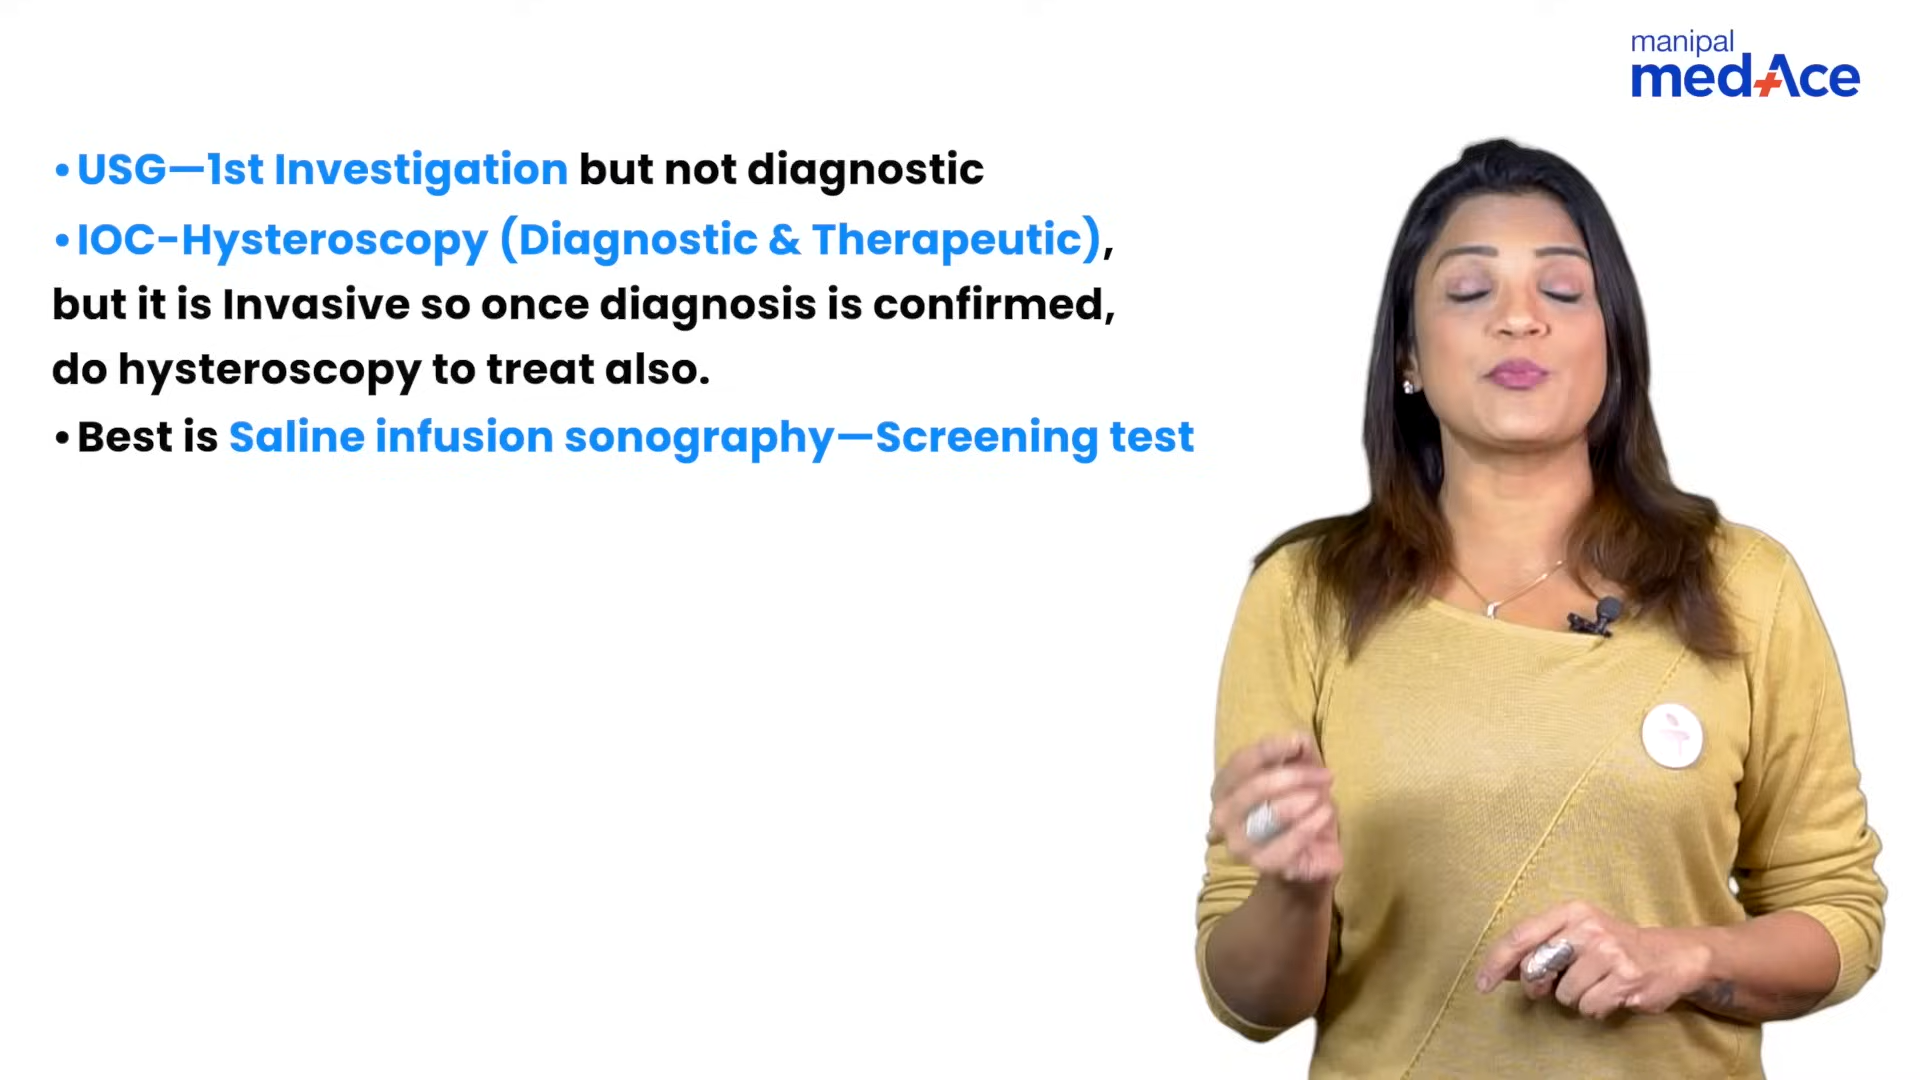 manipal
medAce
•USG—1st Investigation but not diagnostic
•IOC-Hysteroscopy (Diagnostic & Therapeutic),
but it is Invasive so once diagnosis is confirmed,
do hysteroscopy to treat also.
•Best is Saline infusion sonography—Screening test